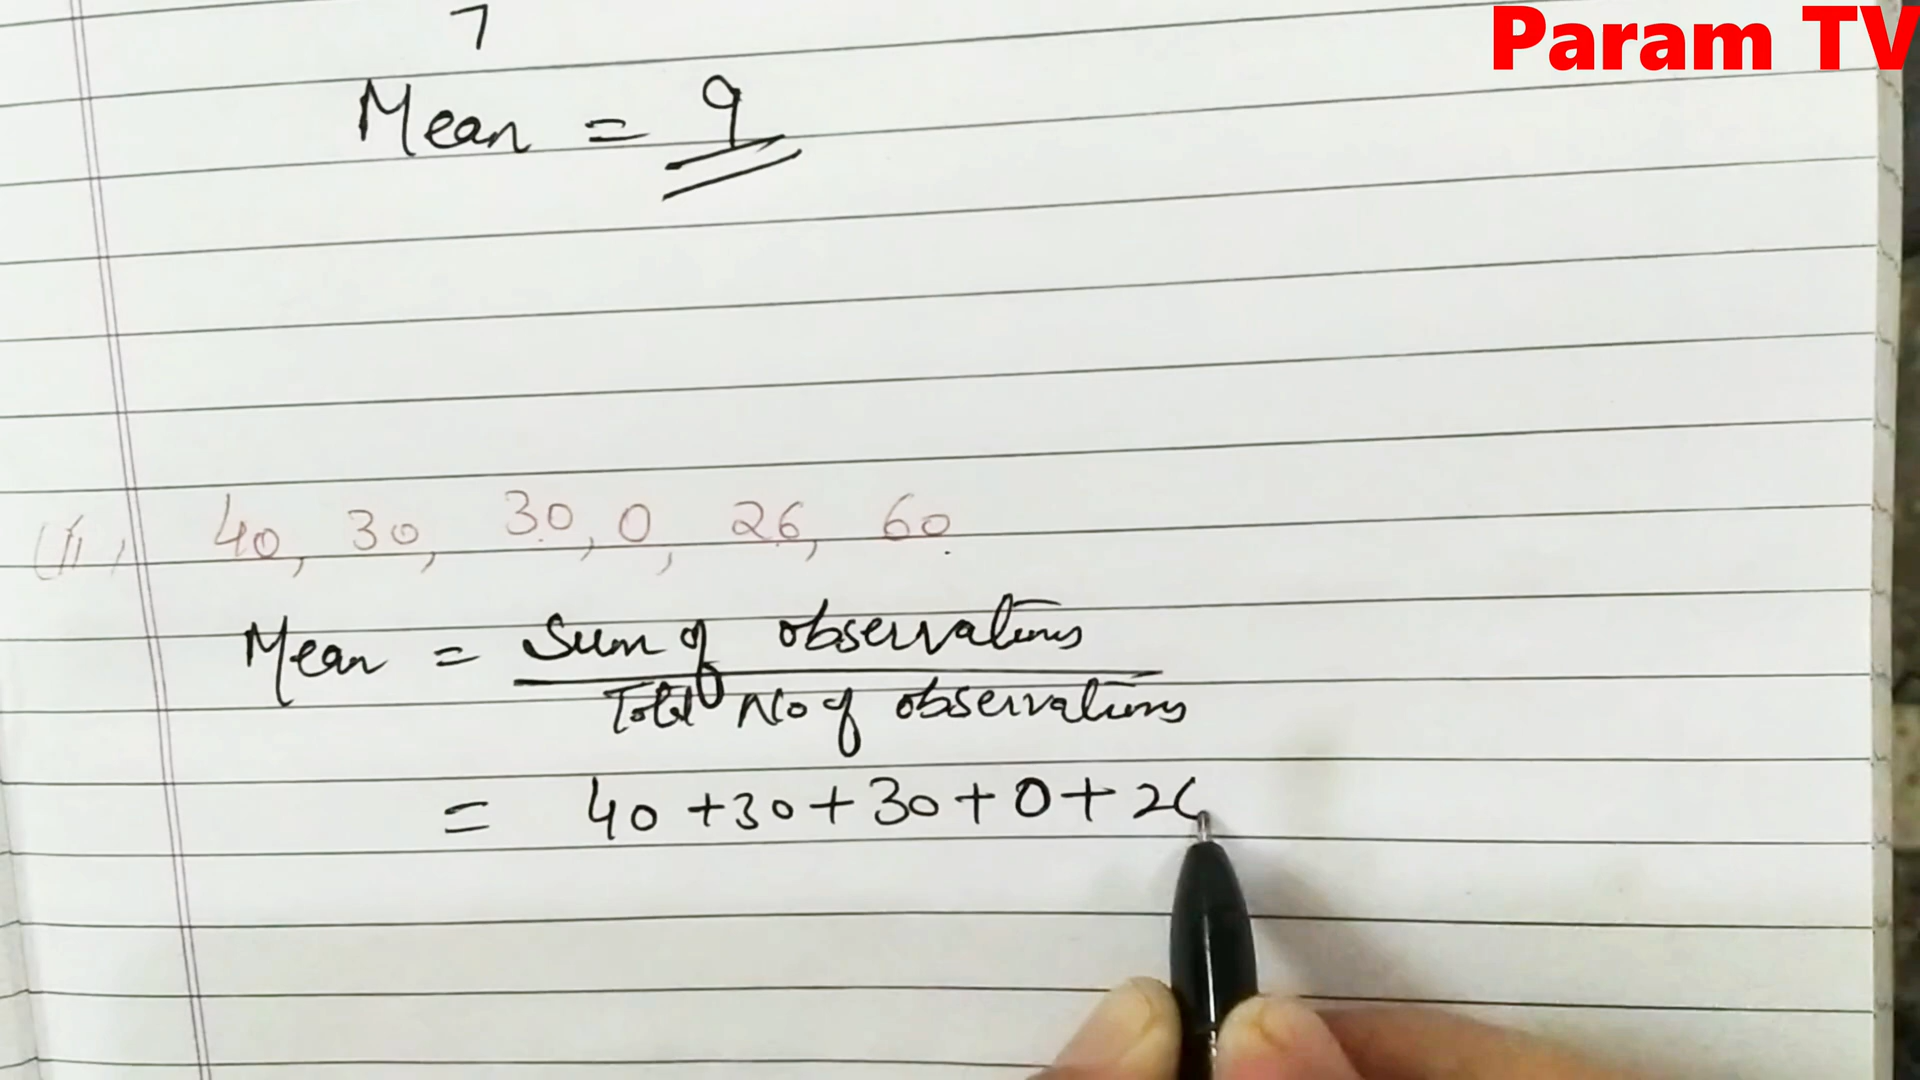 Param TV
7
Mean = 9
(ii) 40, 30, 30, 0, 26, 60.
Mean = Sum of observations
Total No of observations
= 40 + 30 + 30 + 0 + 26